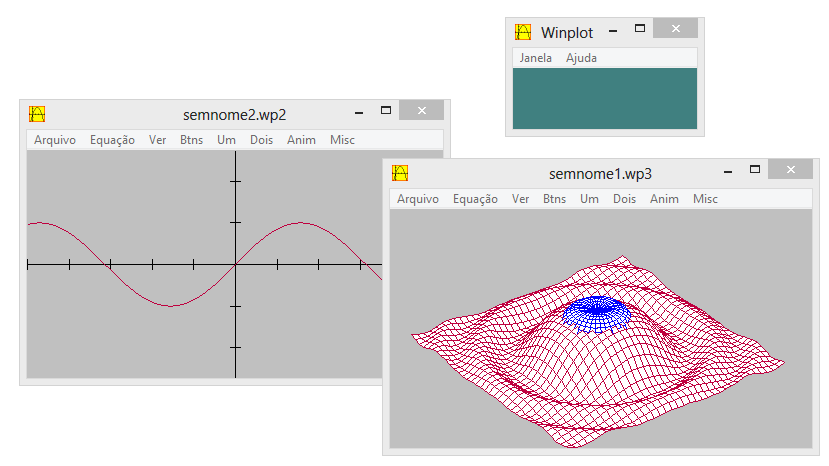 Winplot
Janela Ajuda
semnome2.wp2
Arquivo Equação Ver Btns Um Dois Anim Misc
semnome1.wp3
Arquivo Equação Ver Btns Um Dois Anim Misc